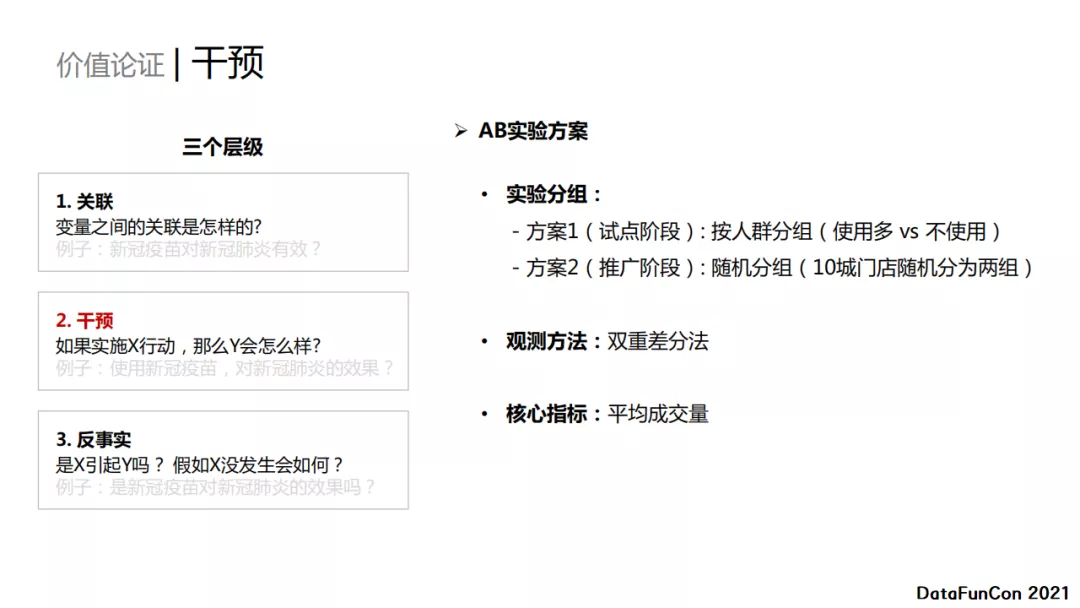 价值论证 | 干预
三个层级
1. 关联
变量之间的关联是怎样的?
例子：新冠疫苗对新冠肺炎有效？
2. 干预
如果实施X行动，那么Y会怎么样?
例子：使用新冠疫苗，对新冠肺炎的效果？
3. 反事实
是X引起Y吗？ 假如X没发生会如何？
例子：是新冠疫苗对新冠肺炎的效果吗？
➢ AB实验方案
• 实验分组：
- 方案1（试点阶段）: 按人群分组（使用多 vs 不使用）
- 方案2（推广阶段）: 随机分组（10城门店随机分为两组）
• 观测方法：双重差分法
• 核心指标：平均成交量
DataFunCon 2021